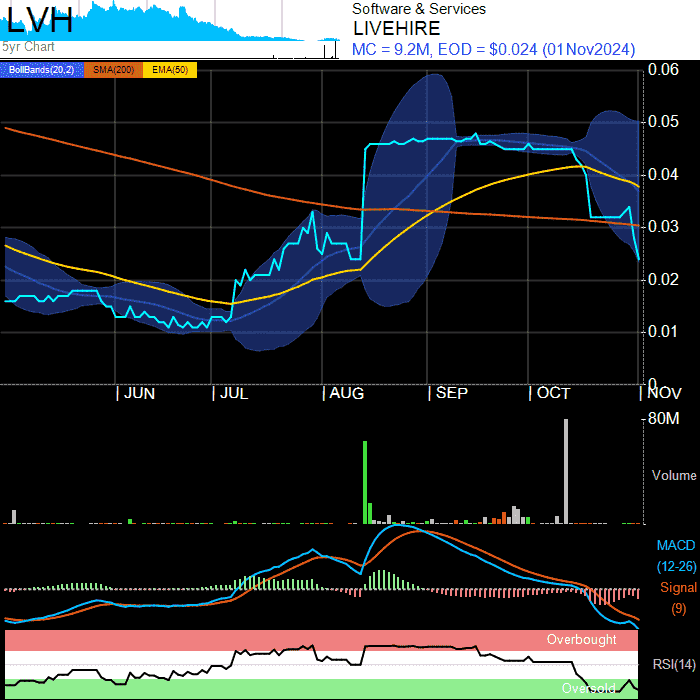 LVH
Software & Services
LIVEHIRE
5yr Chart
MC = 9.2M, EOD = $0.024 (01Nov2024)
BollBands(20,2) SMA(200) EMA(50)
0.06
0.05
0.04
0.03
0.02
0.01
0
JUN JUL AUG SEP OCT NOV
80M
Volume
MACD
(12-26)
Signal
(9)
Overbought
RSI(14)
Oversold